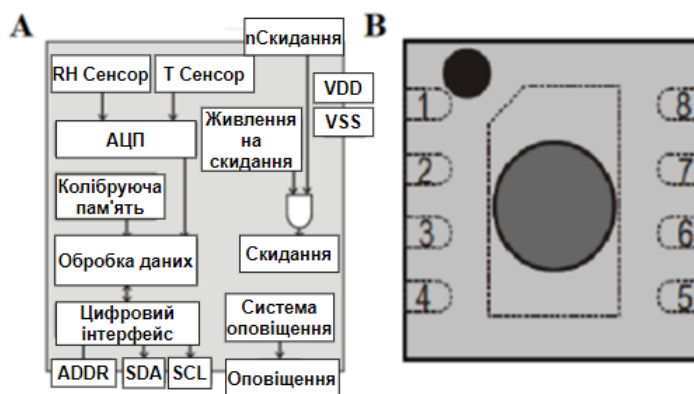 A
nСкидання
B
RH Сенсор
T Сенсор
VDD
VSS
АЦП
Живлення
на
скидання
Колібруюча
пам'ять
Обробка даних
Скидання
Цифровий
інтерфейс
Система
оповіщення
ADDR
SDA
SCL
Оповіщення
1
8
2
7
3
6
4
5